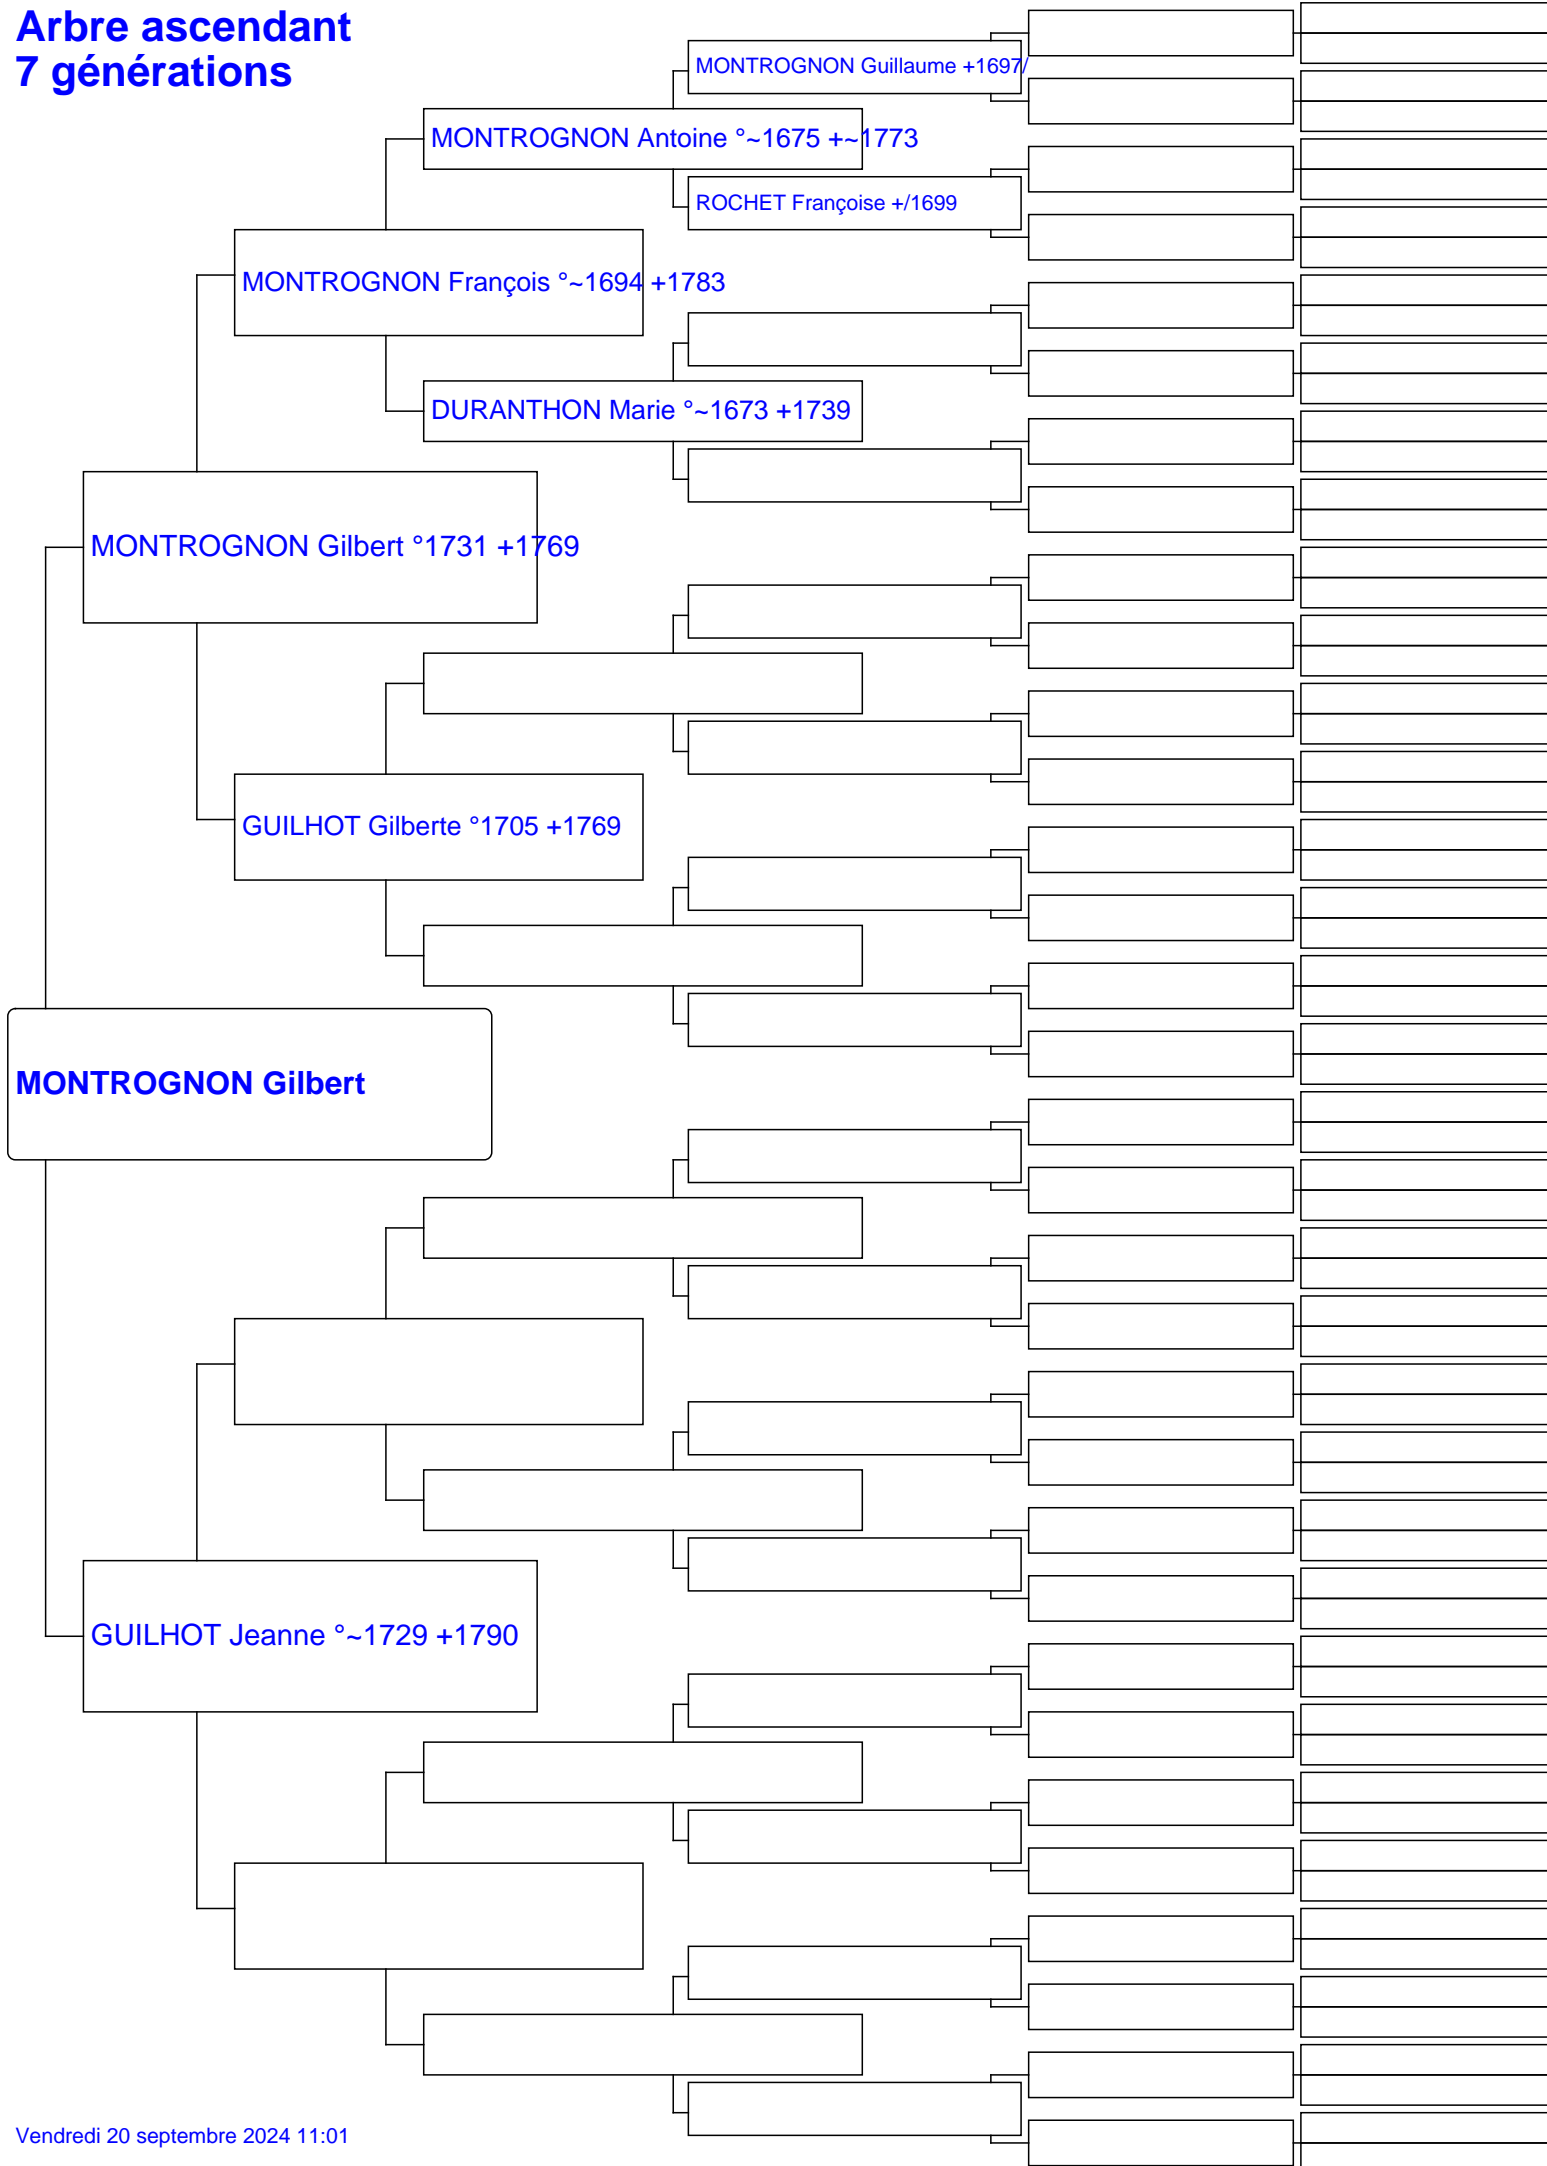 Arbre ascendant
7 générations
MONTROGNON Guillaume +1697/
MONTROGNON Antoine °~1675 +~1773
ROCHET Françoise +/1699
MONTROGNON François °~1694 +1783
DURANTHON Marie °~1673 +1739
MONTROGNON Gilbert °1731 +1769
GUILHOT Gilberte °1705 +1769
MONTROGNON Gilbert
GUILHOT Jeanne °~1729 +1790
Vendredi 20 septembre 2024 11:01